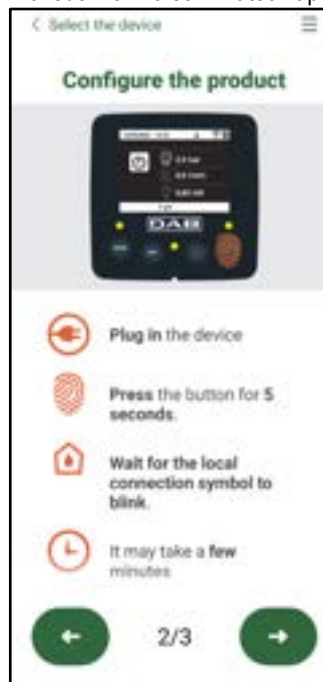 < Select the device
Configure the product
DAB
Plug in the device
Press the button for 5
seconds.
Wait for the local
connection symbol to
blink.
It may take a few
minutes
2/3